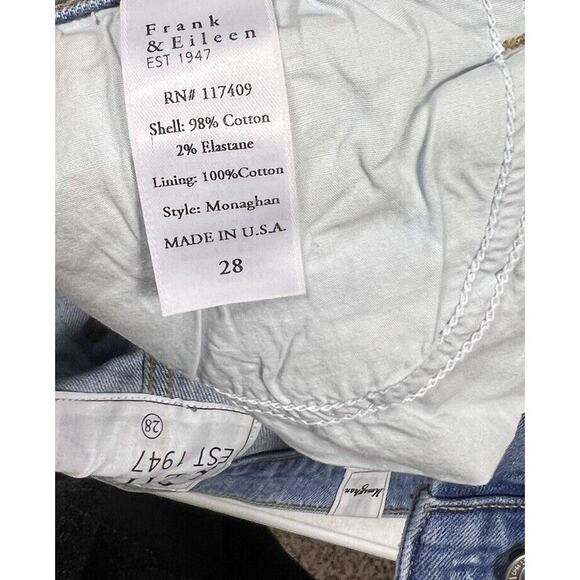 Frank
& Eileen
EST 1947
RN# 117409
Shell: 98% Cotton
2% Elastane
Lining: 100%Cotton
Style: Monaghan
MADE IN U.S.A.
28
28
EST 1947